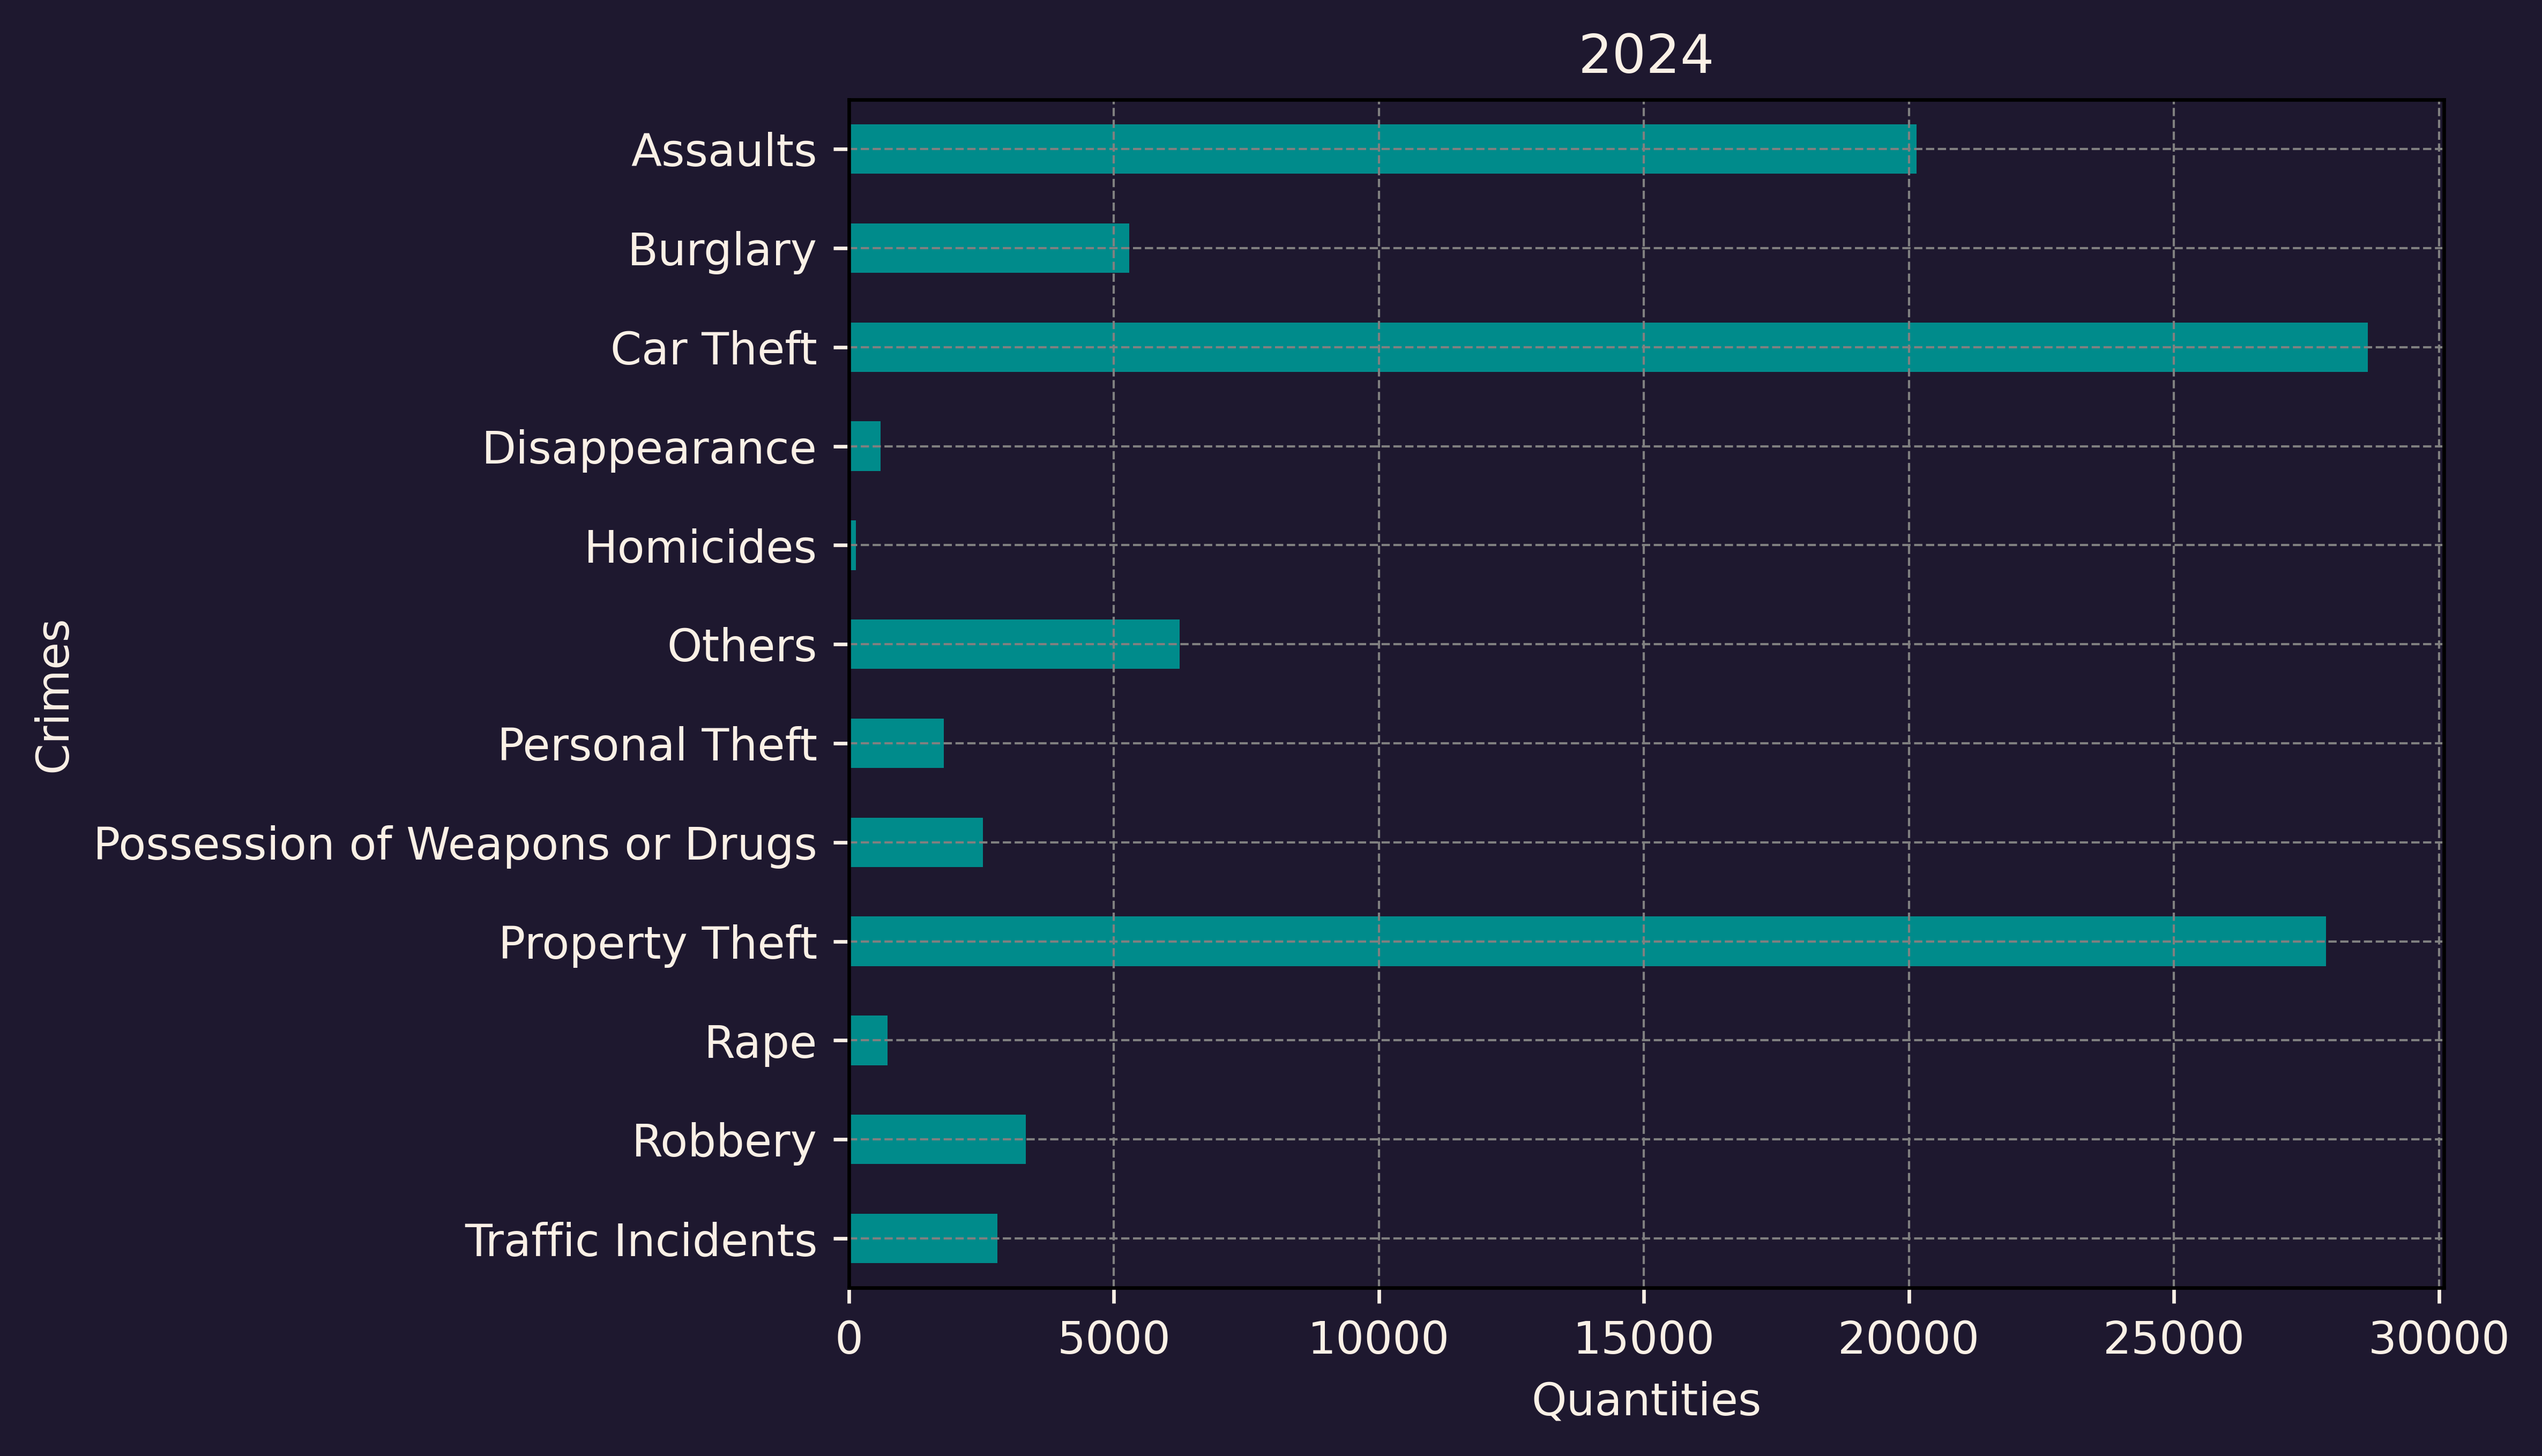 2024
Assaults
Burglary
Car Theft
Disappearance
Homicides
Others
Personal Theft
Possession of Weapons or Drugs
Property Theft
Rape
Robbery
Traffic Incidents
Crimes
0 5000 10000 15000 20000 25000 30000
Quantities